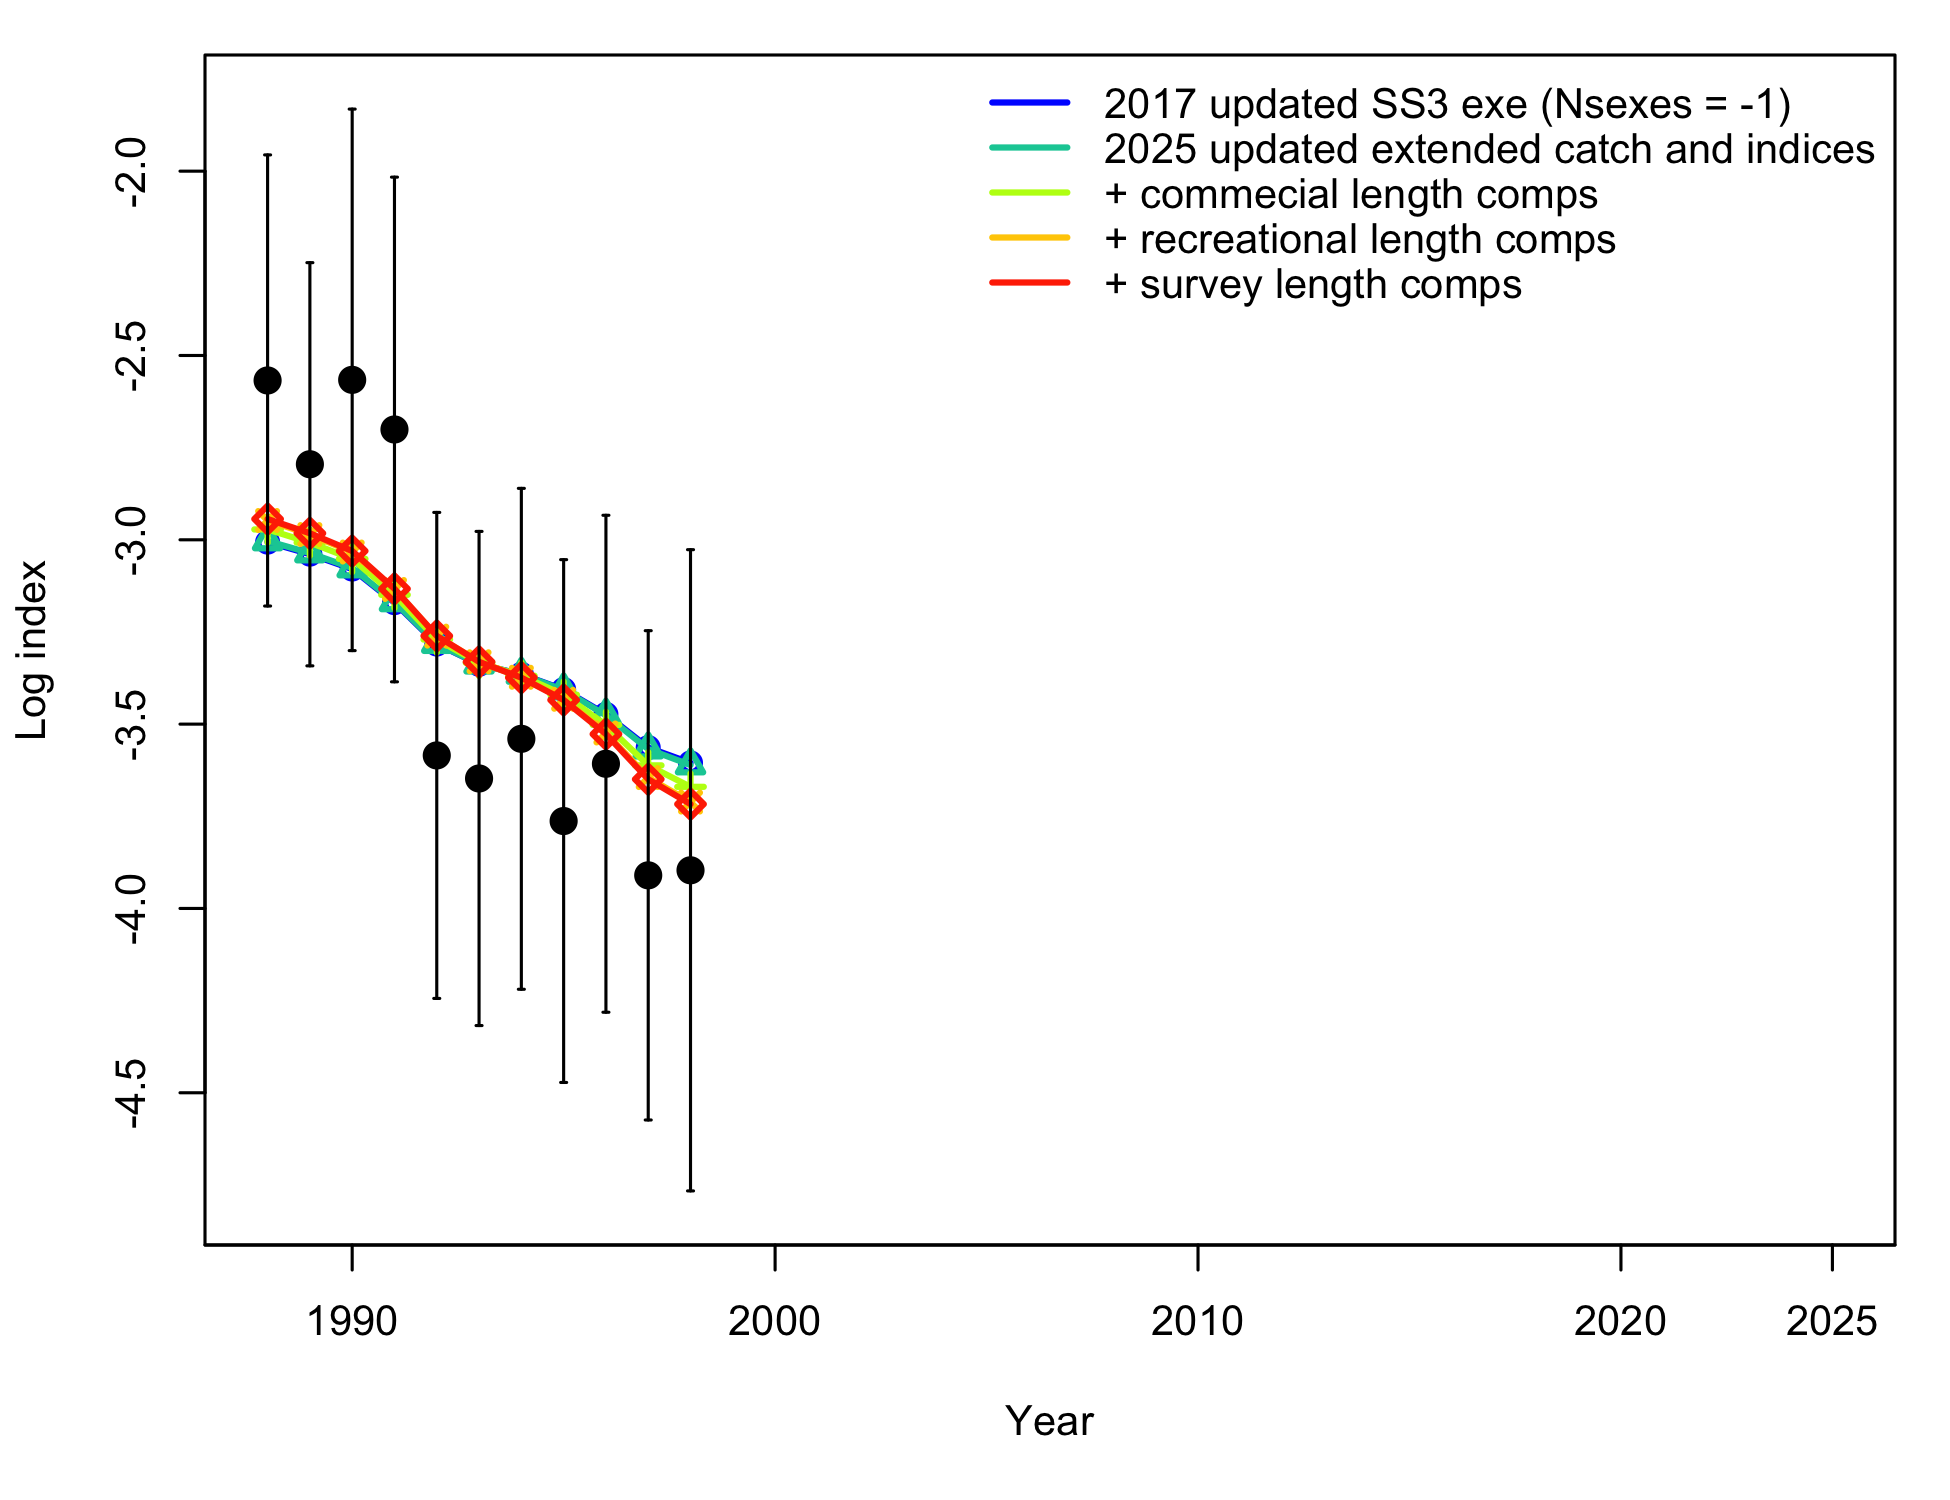 2017 updated SS3 exe (Nsexes = -1)
2025 updated extended catch and indices
+ commecial length comps
+ recreational length comps
+ survey length comps
Log index
-2.0
-2.5
-3.0
-3.5
-4.0
-4.5
1990
2000
2010
2020
2025
Year